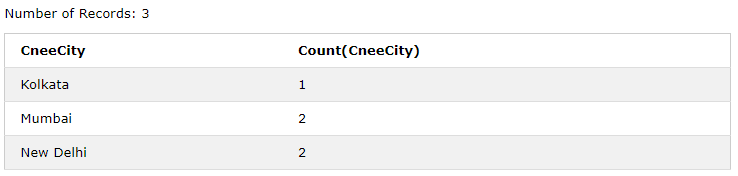 Number of Records: 3
CneeCity Count(CneeCity)
Kolkata 1
Mumbai 2
New Delhi 2